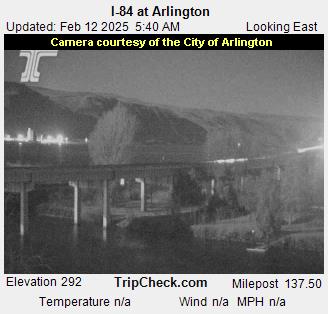 I-84 at Arlington
Updated: Feb 12 2025 5:40 AM Looking East
Camera courtesy of the City of Arlington
Elevation 292 TripCheck.com Milepost 137.50
Temperature n/a Wind n/a MPH n/a